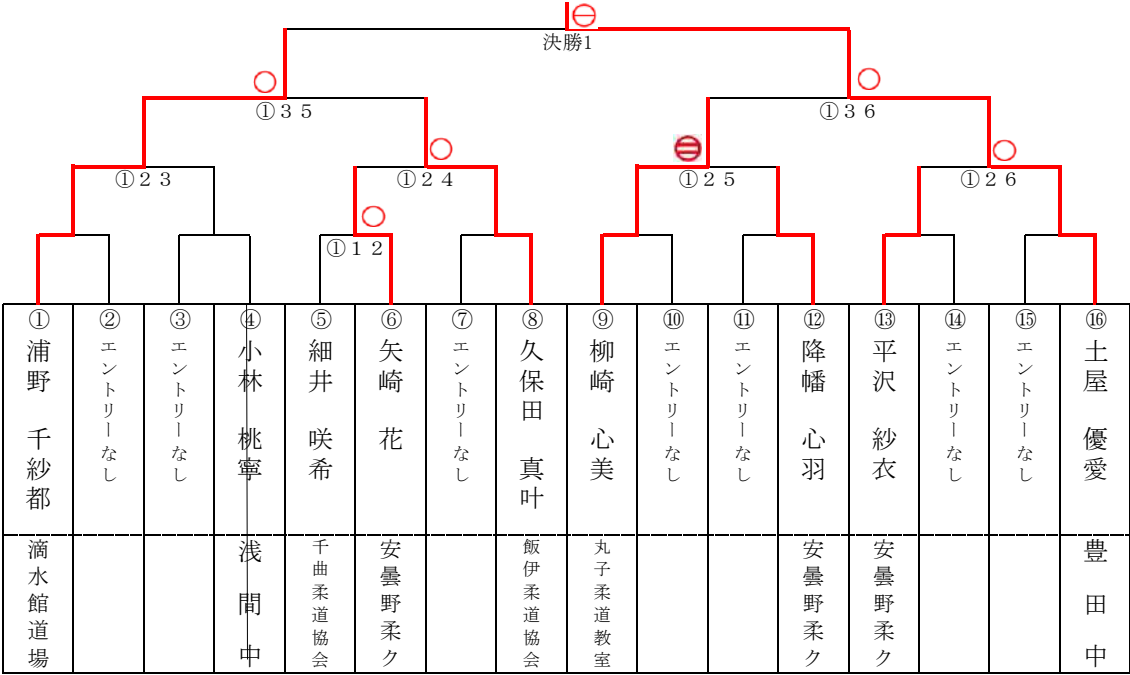 決勝1
①３５
①３６
①２３
①２４
①２５
①２６
①１２
①
浦野 千紗都
滴水館道場
②
エントリーなし
③
エントリーなし
④
小林 桃寧
浅間中
⑤
細井 咲希
千曲柔道協会
⑥
矢崎 花
安曇野柔ク
⑦
エントリーなし
⑧
久保田 真叶
飯伊柔道協会
⑨
柳崎 心美
丸子柔道教室
⑩
エントリーなし
⑪
エントリーなし
⑫
降幡 心羽
安曇野柔ク
⑬
平沢 紗衣
安曇野柔ク
⑭
エントリーなし
⑮
エントリーなし
⑯
土屋 優愛
豊田中